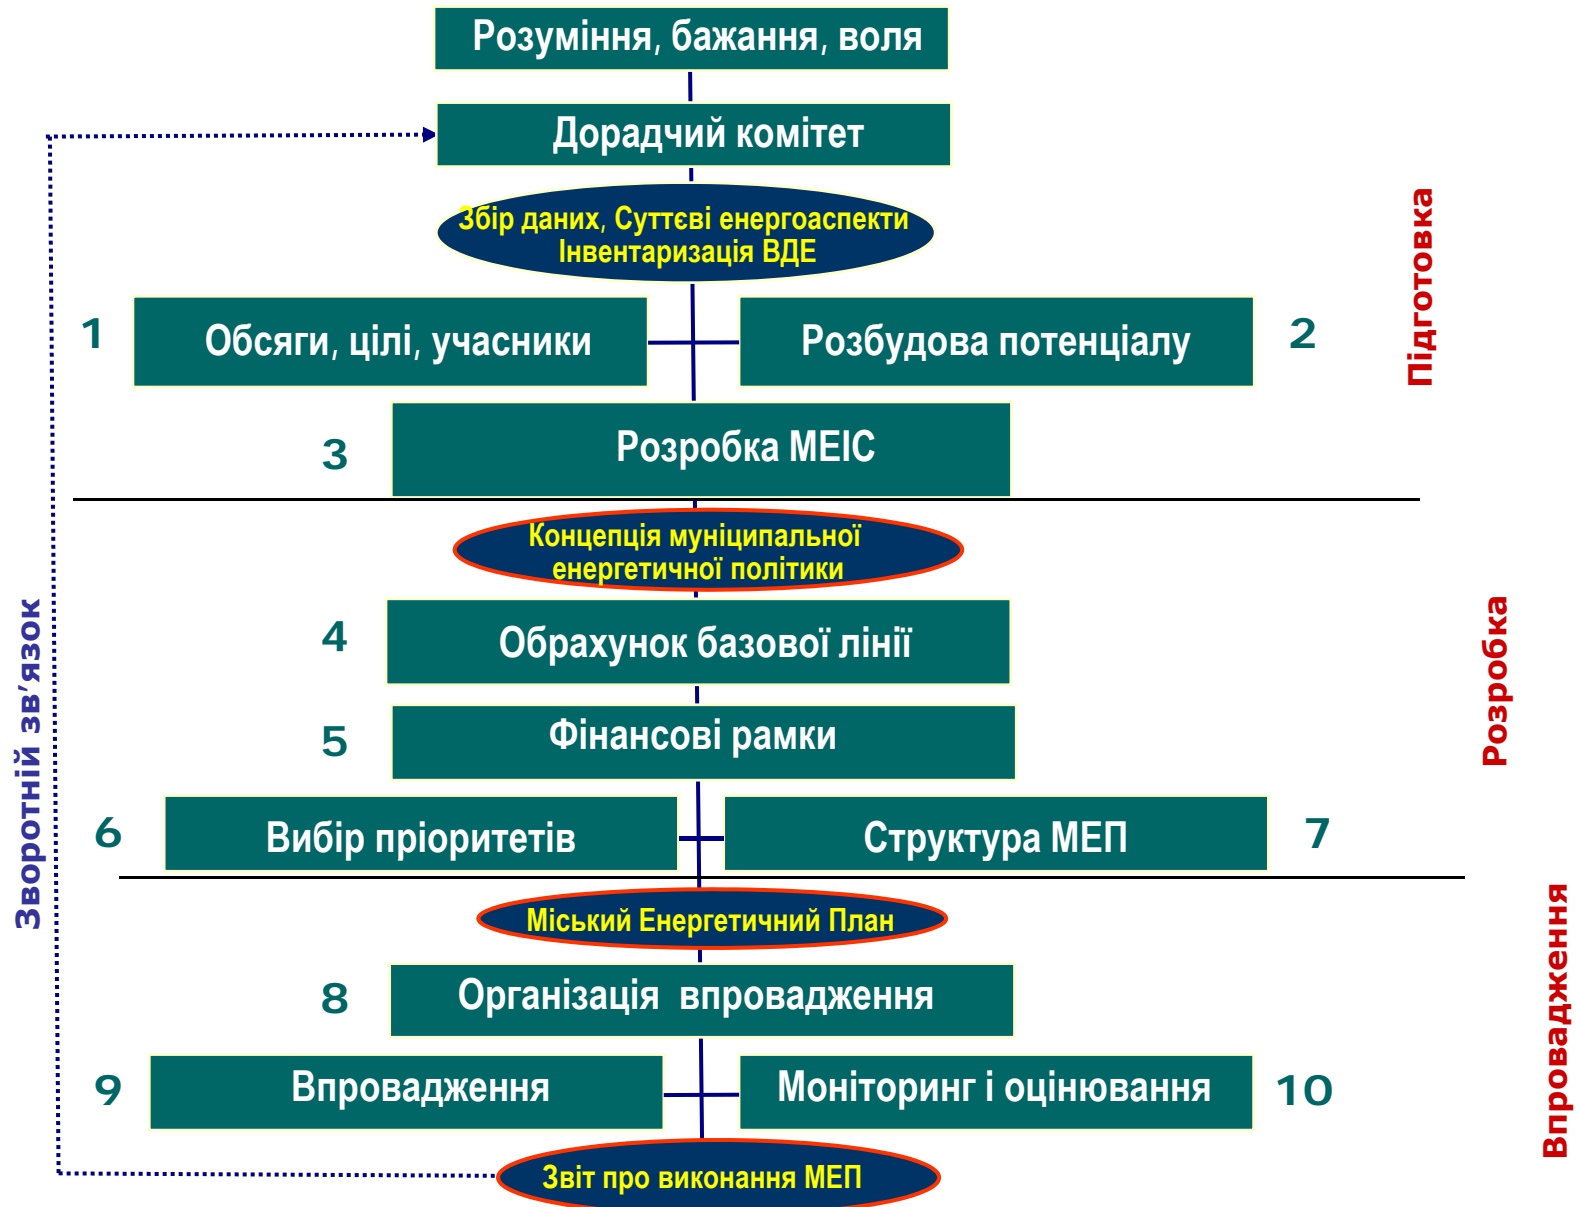 Розуміння, бажання, воля
Дорадчий комітет
Збір даних, Суттєві енергоаспекти
Інвентаризація ВДЕ
Підготовка
1
Обсяги, цілі, учасники
Розбудова потенціалу
2
3
Розробка МЕІС
Концепція муніципальної
енергетичної політики
Зворотній зв'язок
4
Обрахунок базової лінії
Розробка
5
Фінансові рамки
6
Вибір пріоритетів
Структура МЕП
7
Міський Енергетичний План
Впровадження
8
Організація впровадження
9
Впровадження
Моніторинг і оцінювання
10
Звіт про виконання МЕП